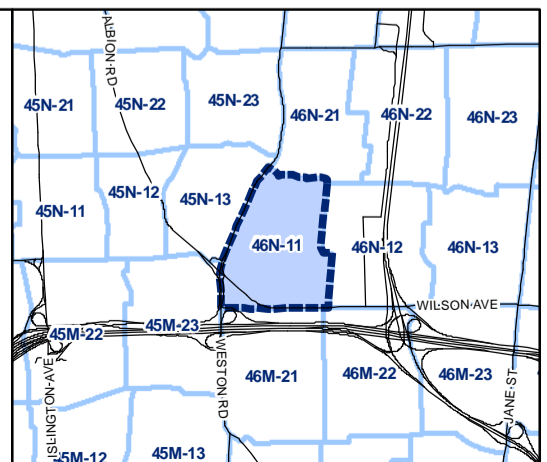 ALBION RD
45N-21
45N-22
45N-23
46N-21
46N-22
46N-23
45N-11
45N-12
45N-13
46N-11
46N-12
46N-13
WILSON AVE
45M-22
45M-23
ISLINGTON AVE
WESTON RD
46M-21
46M-22
46M-23
JANE ST
45M-12
45M-13